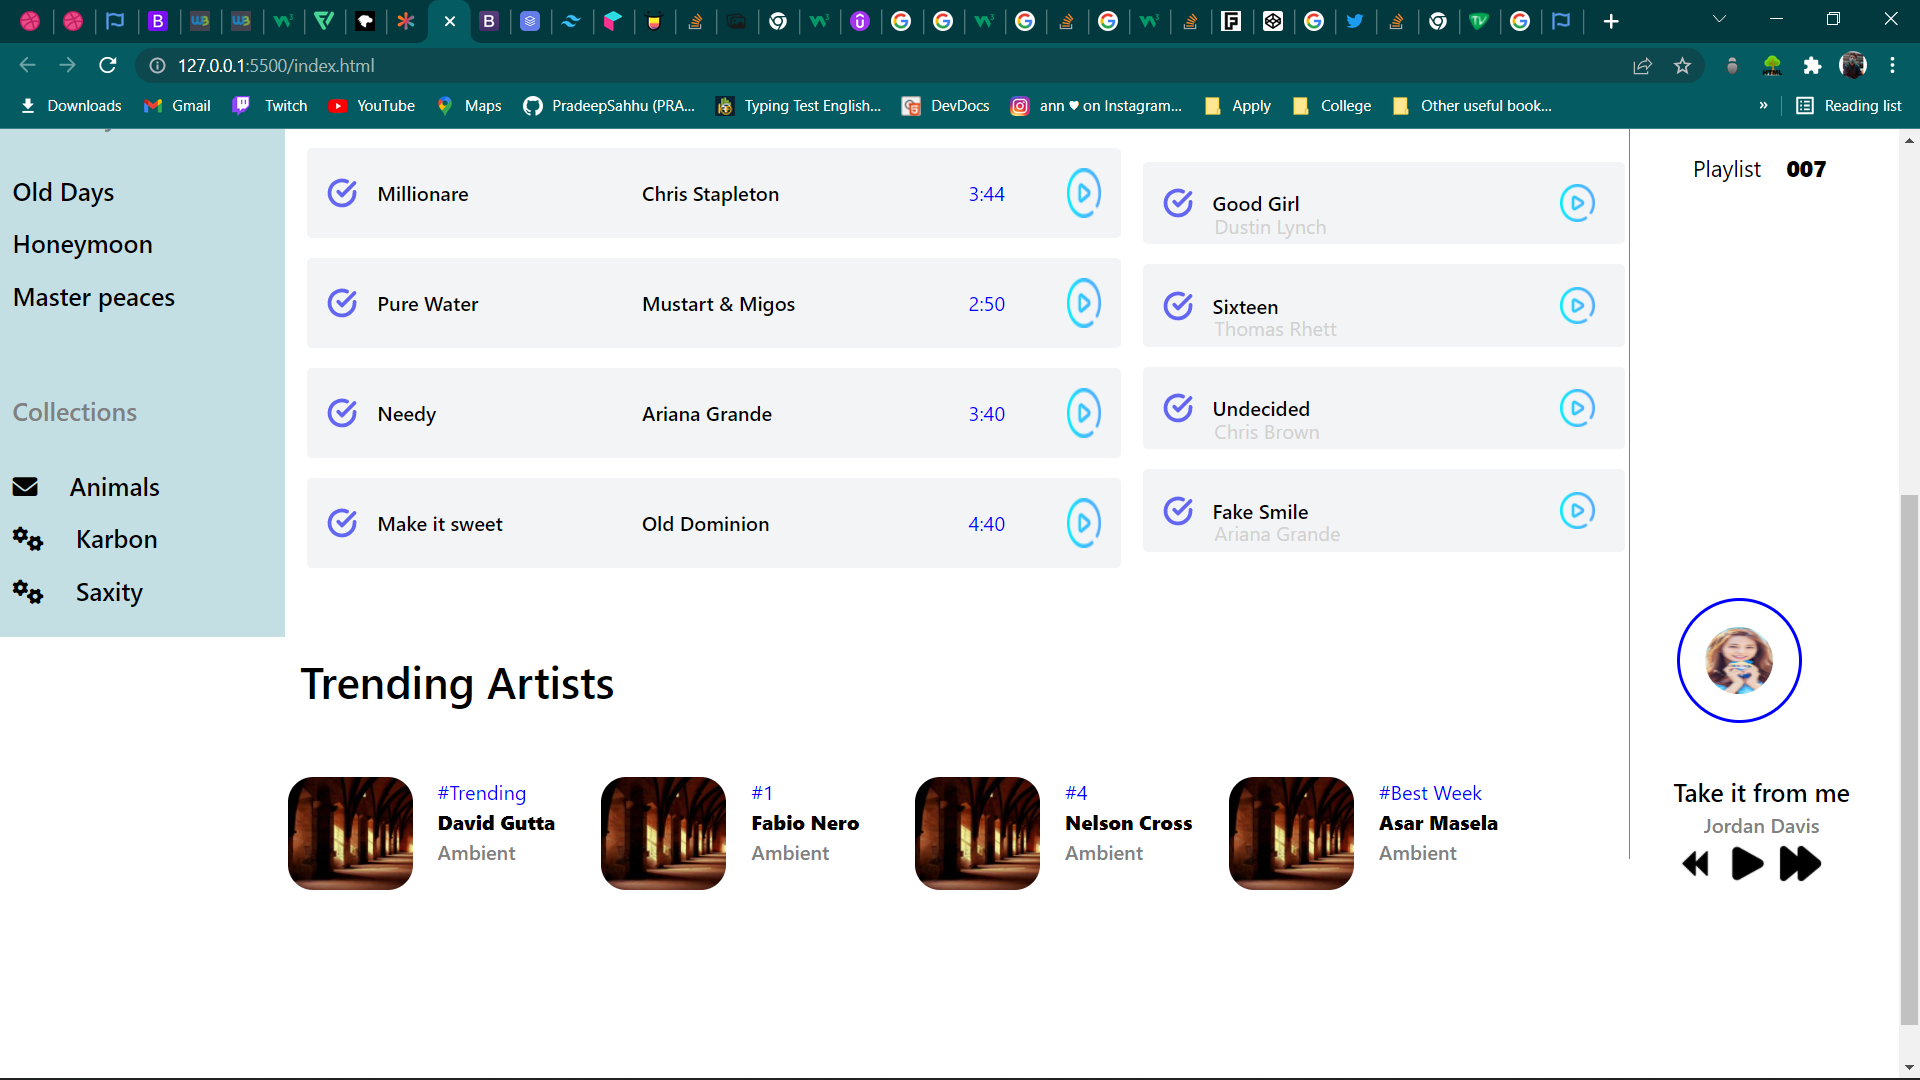 127.0.0.1:5500/index.html
Downloads Gmail Twitch YouTube Maps PradeepSahhu (PRA... Typing Test English... DevDocs ann ♥ on Instagram... Apply College Other useful book... » Reading list
Old Days
Honeymoon
Master peaces
Collections
Animals
Karbon
Saxity
Millionare Chris Stapleton 3:44
Pure Water Mustart & Migos 2:50
Needy Ariana Grande 3:40
Make it sweet Old Dominion 4:40
Good Girl
Dustin Lynch
Sixteen
Thomas Rhett
Undecided
Chris Brown
Fake Smile
Ariana Grande
Playlist 007
Trending Artists
#Trending
David Gutta
Ambient
#1
Fabio Nero
Ambient
#4
Nelson Cross
Ambient
#Best Week
Asar Masela
Ambient
Take it from me
Jordan Davis